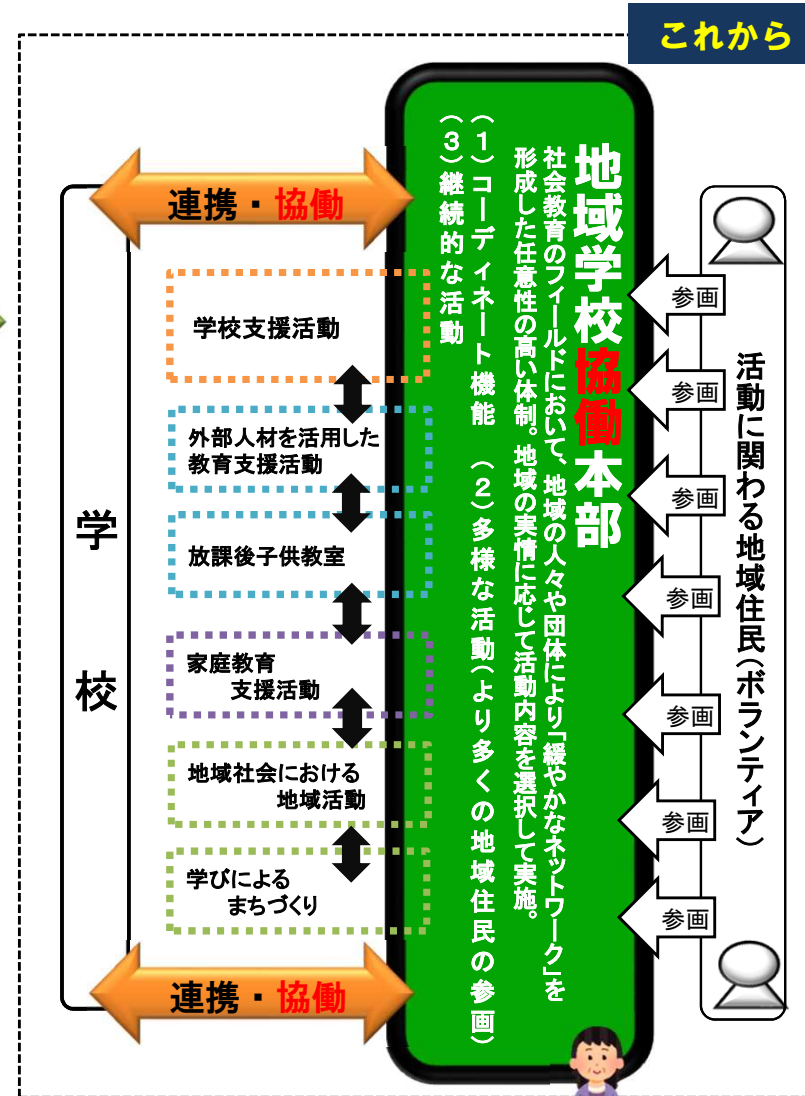 これから
連携・協働
学校
学校支援活動
外部人材を活用した
教育支援活動
放課後子供教室
家庭教育
支援活動
地域社会における
地域活動
学びによる
まちづくり
連携・協働
地域学校協働本部
社会教育のフィールドにおいて、地域の人々や団体により「緩やかなネットワーク」を
形成した任意性の高い体制。地域の実情に応じて活動内容を選択して実施。
（１）コーディネート機能　（２）多様な活動（より多くの地域住民の参画）
（３）継続的な活動
参画
参画
参画
参画
参画
参画
参画
活動に関わる地域住民（ボランティア）